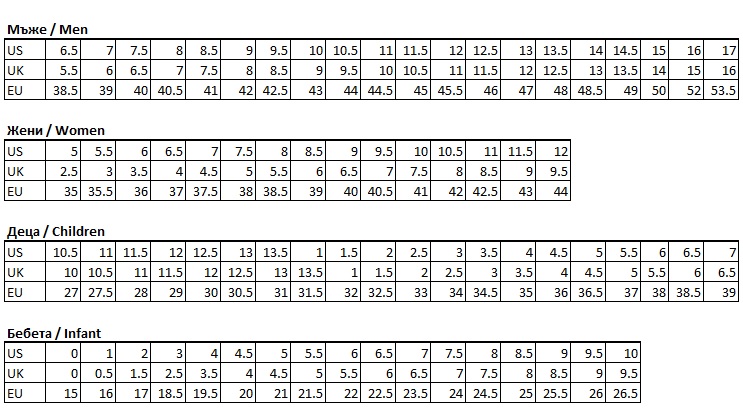 Мъже / Men
US 6.5 7 7.5 8 8.5 9 9.5 10 10.5 11 11.5 12 12.5 13 13.5 14 14.5 15 16 17
UK 5.5 6 6.5 7 7.5 8 8.5 9 9.5 10 10.5 11 11.5 12 12.5 13 13.5 14 15 16
EU 38.5 39 40 40.5 41 42 42.5 43 44 44.5 45 45.5 46 47 48 48.5 49 50 52 53.5
Жени / Women
US 5 5.5 6 6.5 7 7.5 8 8.5 9 9.5 10 10.5 11 11.5 12
UK 2.5 3 3.5 4 4.5 5 5.5 6 6.5 7 7.5 8 8.5 9 9.5
EU 35 35.5 36 37 37.5 38 38.5 39 40 40.5 41 42 42.5 43 44
Деца / Children
US 10.5 11 11.5 12 12.5 13 13.5 1 1.5 2 2.5 3 3.5 4 4.5 5 5.5 6 6.5 7
UK 10 10.5 11 11.5 12 12.5 13 13.5 1 1.5 2 2.5 3 3.5 4 4.5 5 5.5 6 6.5
EU 27 27.5 28 29 30 30.5 31 31.5 32 32.5 33 34 34.5 35 36 36.5 37 38 38.5 39
Бебета / Infant
US 0 1 2 3 4 4.5 5 5.5 6 6.5 7 7.5 8 8.5 9 9.5 10
UK 0 0.5 1.5 2.5 3.5 4 4.5 5 5.5 6 6.5 7 7.5 8 8.5 9 9.5
EU 15 16 17 18.5 19.5 20 21 21.5 22 22.5 23.5 24 24.5 25 25.5 26 26.5